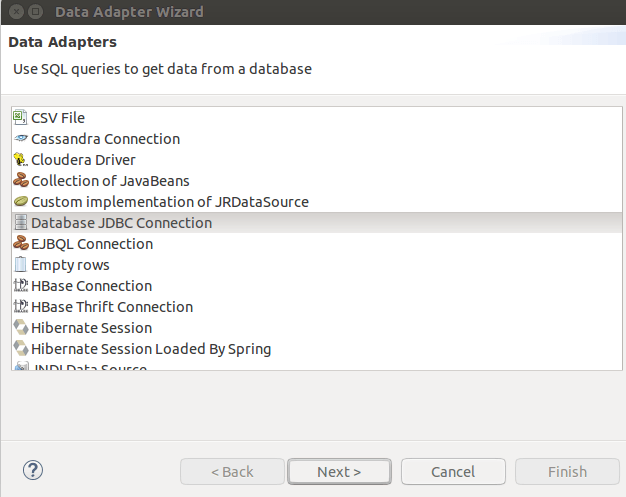 Data Adapter Wizard
Data Adapters
Use SQL queries to get data from a database
CSV File
Cassandra Connection
Cloudera Driver
Collection of JavaBeans
Custom implementation of JRDataSource
Database JDBC Connection
EJBQL Connection
Empty rows
HBase Connection
HBase Thrift Connection
Hibernate Session
Hibernate Session Loaded By Spring
JNDI Data Source
? < Back Next > Cancel Finish